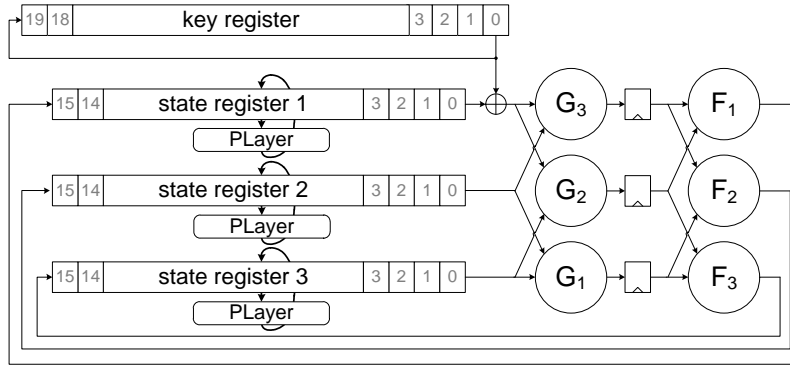 19 18 key register 3 2 1 0
15 14 state register 1 3 2 1 0
PLayer
15 14 state register 2 3 2 1 0
PLayer
15 14 state register 3 3 2 1 0
PLayer
G3 F1
G2 F2
G1 F3